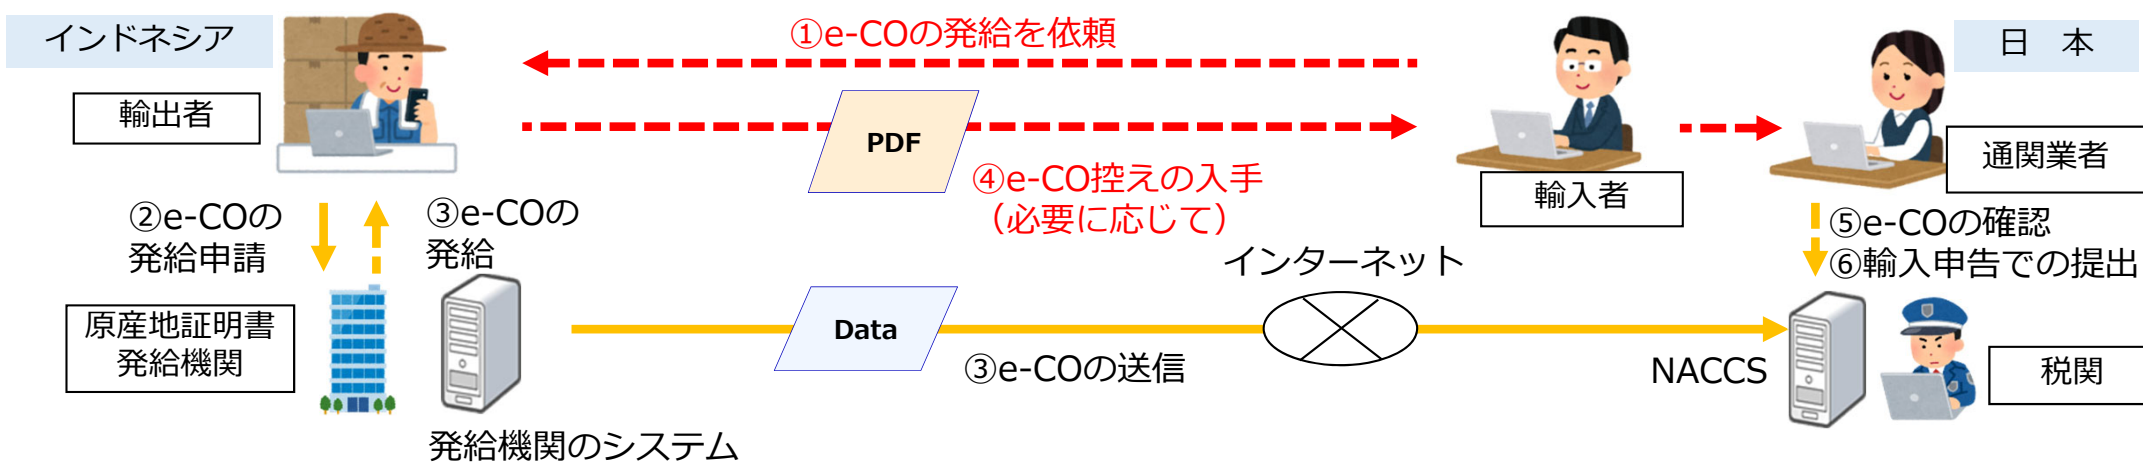 インドネシア
①e-COの発給を依頼
日　本
輸出者
PDF
通関業者
④e-CO控えの入手
（必要に応じて）
輸入者
②e-COの
発給申請
③e-COの
発給
⑤e-COの確認
⑥輸入申告での提出
インターネット
原産地証明書
発給機関
Data
③e-COの送信
NACCS
税関
発給機関のシステム